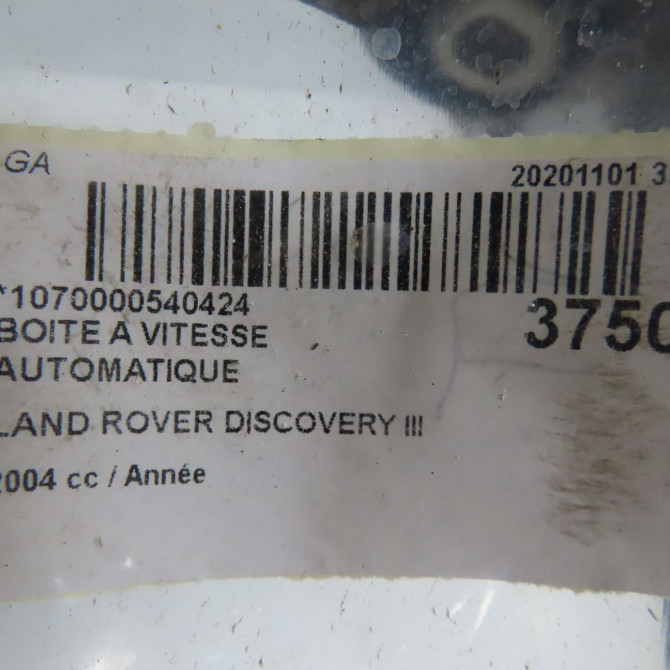 GA
20201101 3
*1070000540424
3750
BOITE A VITESSE
AUTOMATIQUE
LAND ROVER DISCOVERY III
2004 cc / Année